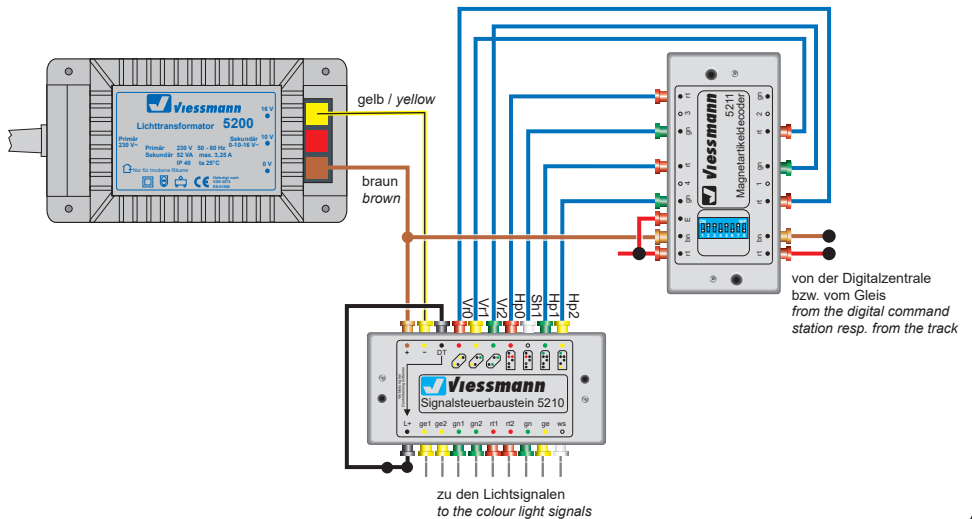 gelb / yellow
braun
brown
Viessmann
Lichttransformator 5200
Primär
230 V~
Primär 230 V 50 - 60 Hz
Sekundär 52 VA max. 3,25 A
IP 40 ta 25°C
Sekundär
0-10-16 V~
16 V
10 V
0 V
Nur für trockene Räume
CE
Viessmann
5211
Magnetartikeldecoder
rt
3
gn
rt
4
gn
E
bn
rt
gn
2
rt
gn
1
rt
bn
rt
von der Digitalzentrale
bzw. vom Gleis
from the digital command
station resp. from the track
Vr0
Vr1
Vr2
Hp0
Sh1
Hp1
Hp2
+
–
DT
Viessmann
Signalsteuerbaustein 5210
L+ ge1 ge2 gn1 gn2 rt1 rt2 gn ge ws
zu den Lichtsignalen
to the colour light signals